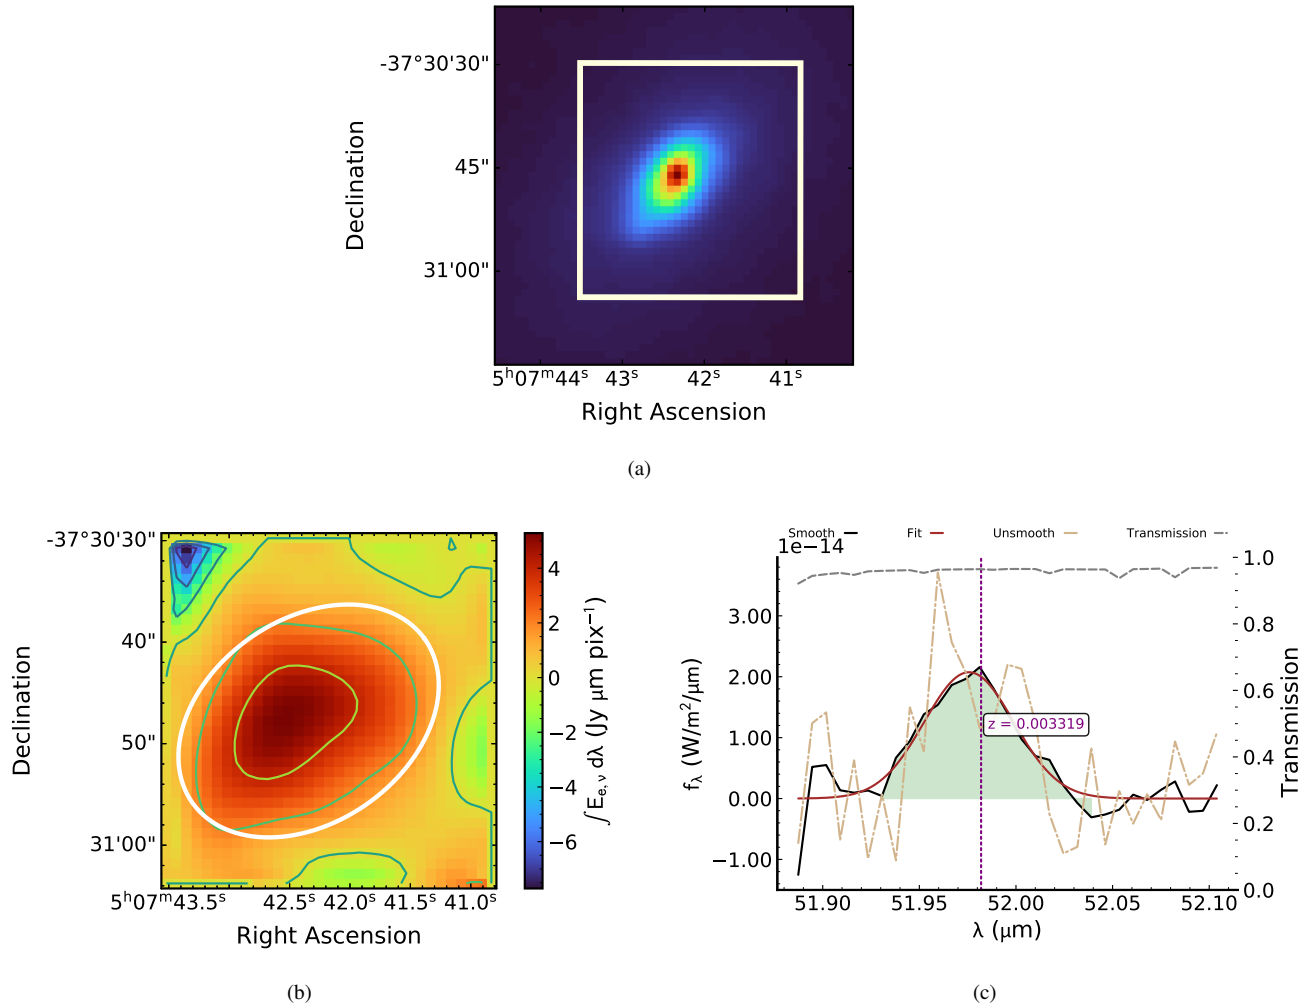 -37°30'30"
45"
31'00"
Declination
5ʰ07ᵐ44ˢ 43ˢ 42ˢ 41ˢ
Right Ascension
(a)
-37°30'30"
40"
50"
31'00"
Declination
5ʰ07ᵐ43.5ˢ 42.5ˢ 42.0ˢ 41.5ˢ 41.0ˢ
Right Ascension
4
2
0
−2
−4
−6
∫E_{e, ν} dλ (Jy μm pix⁻¹)
(b)
Smooth Fit Unsmooth Transmission
1e−14
3.00
2.00
1.00
0.00
−1.00
f_λ (W/m²/μm)
z = 0.003319
1.0
0.8
0.6
0.4
0.2
0.0
Transmission
51.90 51.95 52.00 52.05 52.10
λ (μm)
(c)